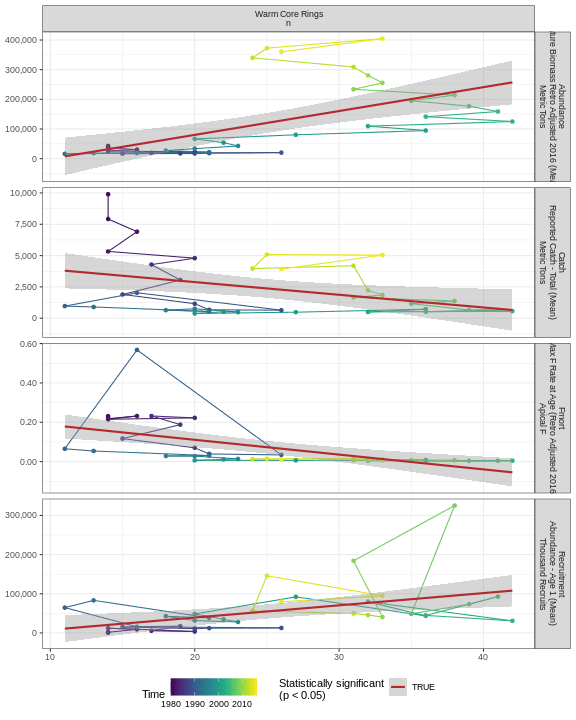 Warm Core Rings
n
400,000
300,000
200,000
100,000
0
Abundance
Biomass Retro Adjusted 2016
Metric Tons
10,000
7,500
5,000
2,500
0
Catch
Reported Catch - Total (Mean)
Metric Tons
0.60
0.40
0.20
0.00
Fmort
F Rate at Age (Retro Adjusted 2016
Apical F
300,000
200,000
100,000
0
Recruitment
Abundance - Age 1 (Mean)
Thousand Recruits
10 20 30 40
Time
1980 1990 2000 2010
Statistically significant
(p < 0.05)
TRUE